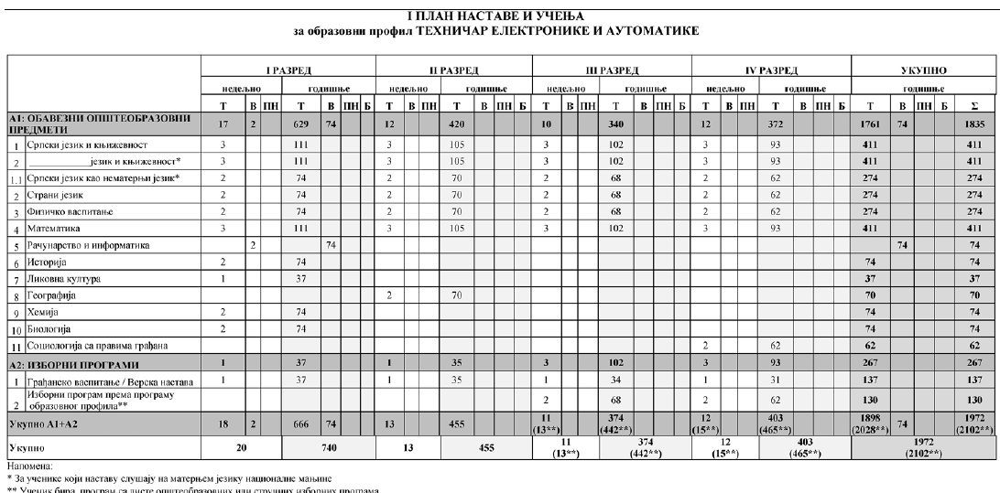 I ПЛАН НАСТАВЕ И УЧЕЊА
за образовни профил ТЕХНИЧАР ЕЛЕКТРОНИКЕ И АУТОМАТИКЕ
I РАЗРЕД II РАЗРЕД III РАЗРЕД IV РАЗРЕД УКУПНО
недељно годишње недељно годишње недељно годишње недељно годишње годишње
Т В ПН Т В ПН Б Т В ПН Т В ПН Б Т В ПН Т В ПН Б Т В ПН Т В ПН Б Т В ПН Б Σ
А1: ОБАВЕЗНИ ОПШТЕОБРАЗОВНИ
ПРЕДМЕТИ 17 2 629 74 12 420 10 340 12 372 1761 74 1835
1 Српски језик и књижевност 3 111 3 105 3 102 3 93 411 411
2 ____________језик и књижевност* 3 111 3 105 3 102 3 93 411 411
1.1 Српски језик као нематерњи језик* 2 74 2 70 2 68 2 62 274 274
2 Страни језик 2 74 2 70 2 68 2 62 274 274
3 Физичко васпитање 2 74 2 70 2 68 2 62 274 274
4 Математика 3 111 3 105 3 102 3 93 411 411
5 Рачунарство и информатика 2 74 74 74
6 Историја 2 74 74 74
7 Ликовна култура 1 37 37 37
8 Географија 2 70 70 70
9 Хемија 2 74 74 74
10 Биологија 2 74 74 74
11 Социологија са правима грађана 2 62 62 62
А2: ИЗБОРНИ ПРОГРАМИ 1 37 1 35 3 102 3 93 267 267
1 Грађанско васпитање / Верска настава 1 37 1 35 1 34 1 31 137 137
2 Изборни програм према програму
образовног профила** 2 68 2 62 130 130
Укупно А1+А2 18 2 666 74 13 455 11 374 12 403 1898 74 1972
(13**) (442**) (15**) (465**) (2028**) (2102**)
Укупно 20 740 13 455 11 374 12 403 1972
(13**) (442**) (15**) (465**) (2102**)
Напомена:
* За ученике који наставу слушају на матерњем језику националне мањине
** Ученик бира програм са листе општеобразовних или стручних изборних програма